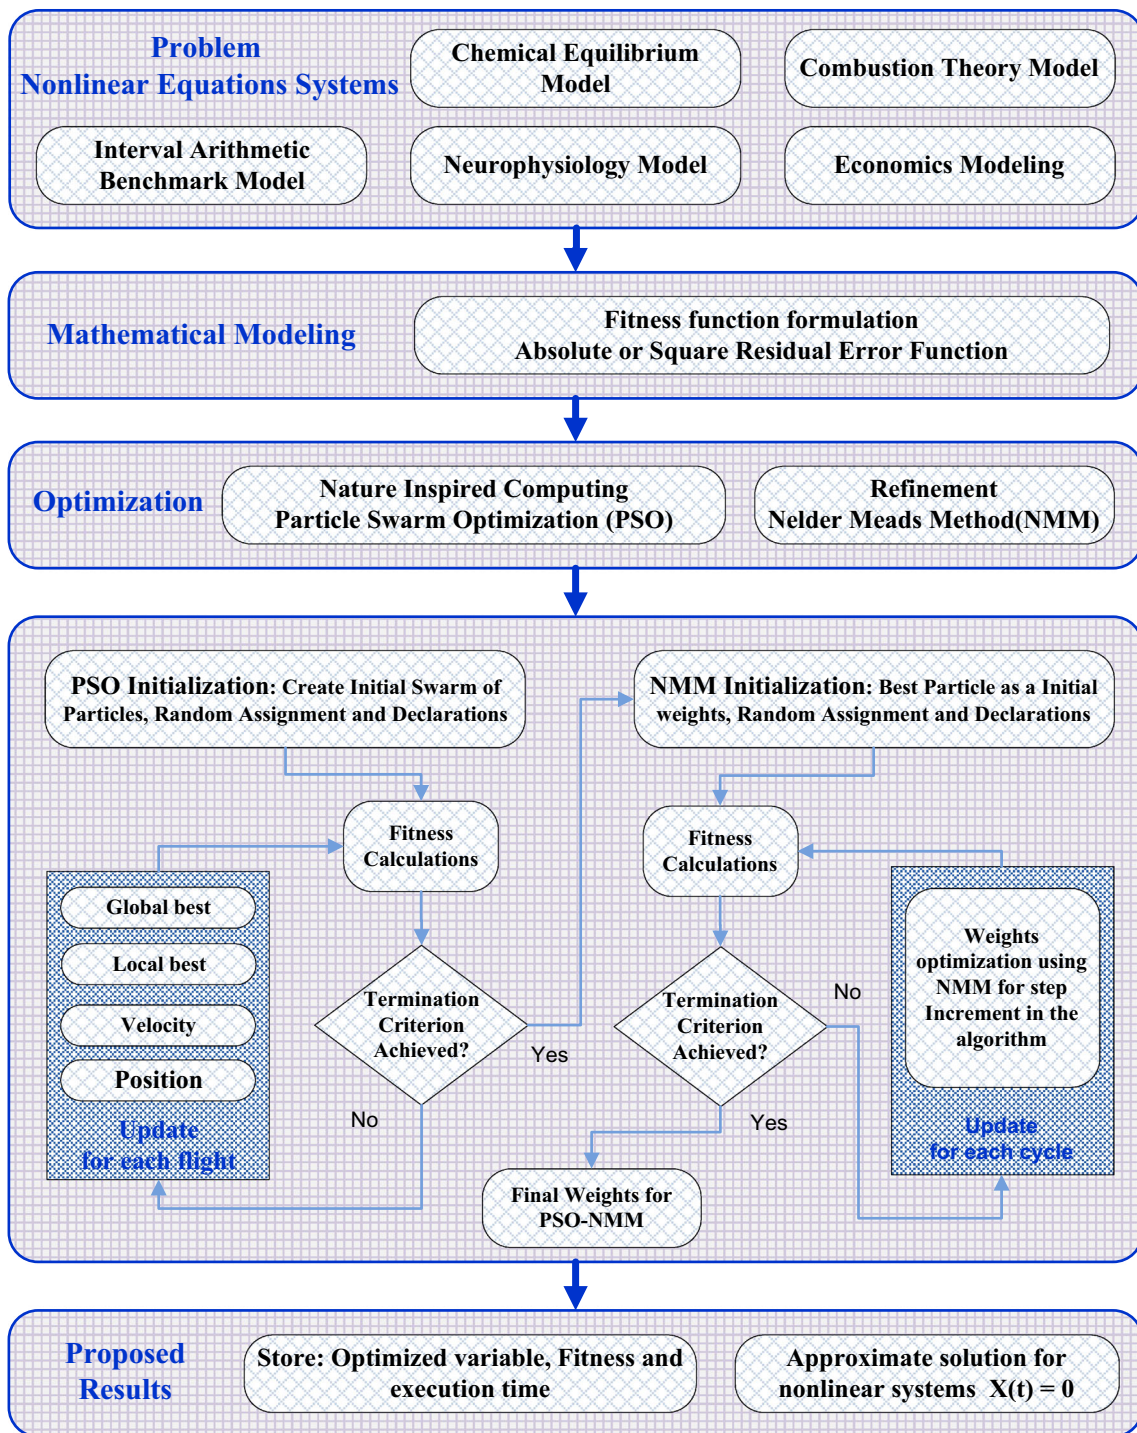 Problem
Nonlinear Equations Systems
Chemical Equilibrium
Model
Combustion Theory Model
Interval Arithmetic
Benchmark Model
Neurophysiology Model
Economics Modeling
Mathematical Modeling
Fitness function formulation
Absolute or Square Residual Error Function
Optimization
Nature Inspired Computing
Particle Swarm Optimization (PSO)
Refinement
Nelder Meads Method(NMM)
PSO Initialization: Create Initial Swarm of
Particles, Random Assignment and Declarations
NMM Initialization: Best Particle as a Initial
weights, Random Assignment and Declarations
Fitness
Calculations
Global best
Local best
Velocity
Position
Update
for each flight
Termination
Criterion
Achieved?
Yes
No
Fitness
Calculations
Termination
Criterion
Achieved?
No
Yes
Weights
optimization using
NMM for step
Increment in the
algorithm
Update
for each cycle
Final Weights for
PSO-NMM
Proposed
Results
Store: Optimized variable, Fitness and
execution time
Approximate solution for
nonlinear systems X(t) = 0